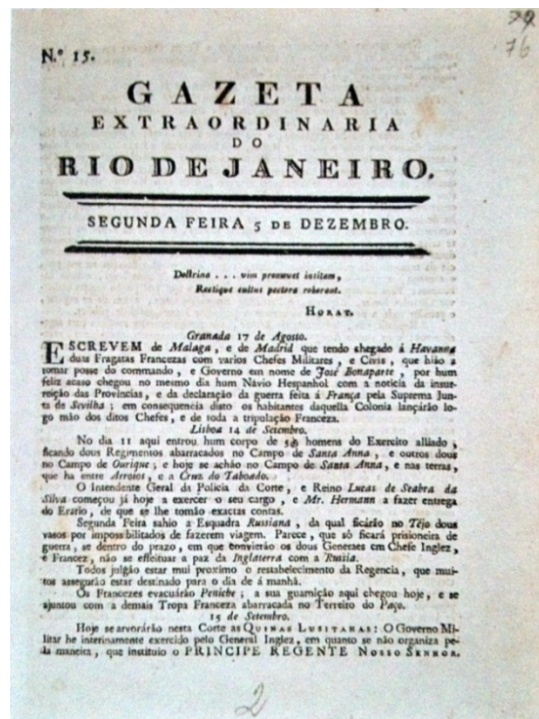 76
N.º 15.
GAZETA
EXTRAORDINARIA
DO
RIO DE JANEIRO.
SEGUNDA FEIRA 5 DE DEZEMBRO.
Doctrina . . . vim promovet insitam,
Rectique cultus pectora roborant.
HORAT.
Granada 17 de Agosto.
ESCREVEM de Malaga, e de Madrid que tendo chegado á Havanna
duas Fragatas Francezas com varios Chefes Militares, e Civis, que hião a
tomar posse do commando, e Governo em nome de José Bonaparte, por hum
feliz acaso chegou no mesmo dia hum Návio Hespanhol com a noticia da insur-
reição das Provincias, e da declaração da guerra feita á França pela Suprema Jun-
ta de Sevilha; em consequencia disto os habitantes daquella Colonia lançárão lo-
go mão dos ditos Chefes, e de toda a tripulação Franceza.
Lisboa 14 de Setembro.
No dia 11 aqui entrou hum corpo de homens do Exercito alliado,
ficando dous Regimentos abarracados no Campo de Santa Anna, e outros dous
no Campo de Ourique; e hoje se achão no Campo de Santa Anna, e nas terras,
que ha entre Arroios, e a Cruz do Taboado.
O Intendente Geral da Policia da Corte, e Reino Lucas de Seabra da
Silva começou já hoje a exercer o seu cargo, e Mr. Hermann a fazer entrega
do Erario, de que se lhe tomão exactas contas.
Segunda Feira sahio a Esquadra Russiana, da qual ficárão no Téjo dous
vasos por impossibilitados de fazerem viagem. Parece, que só ficará prisioneira de
guerra, se dentro do prazo, em que convierão os dous Generaes em Chefe Inglez,
e Francez, não se effeituar a paz da Inglaterra com a Russia.
Todos julgão estar mui proximo o restabelecimento da Regencia, que mui-
tos assegurão estar destinado para o dia de á manhã.
Os Francezes evacuárão Peniche; a sua guarnição aqui chegou hoje, e se
ajuntou com a demais Tropa Franceza abarracada no Terreiro do Paço.
15 de Setembro.
Hoje se arvorárão nesta Corte as QUINAS LUSITANAS: O Governo Mi-
litar he interinamente exercido pelo General Inglez, em quanto se não organiza pe-
la maneira, que instituio o PRINCIPE REGENTE NOSSO SENHOR.
2